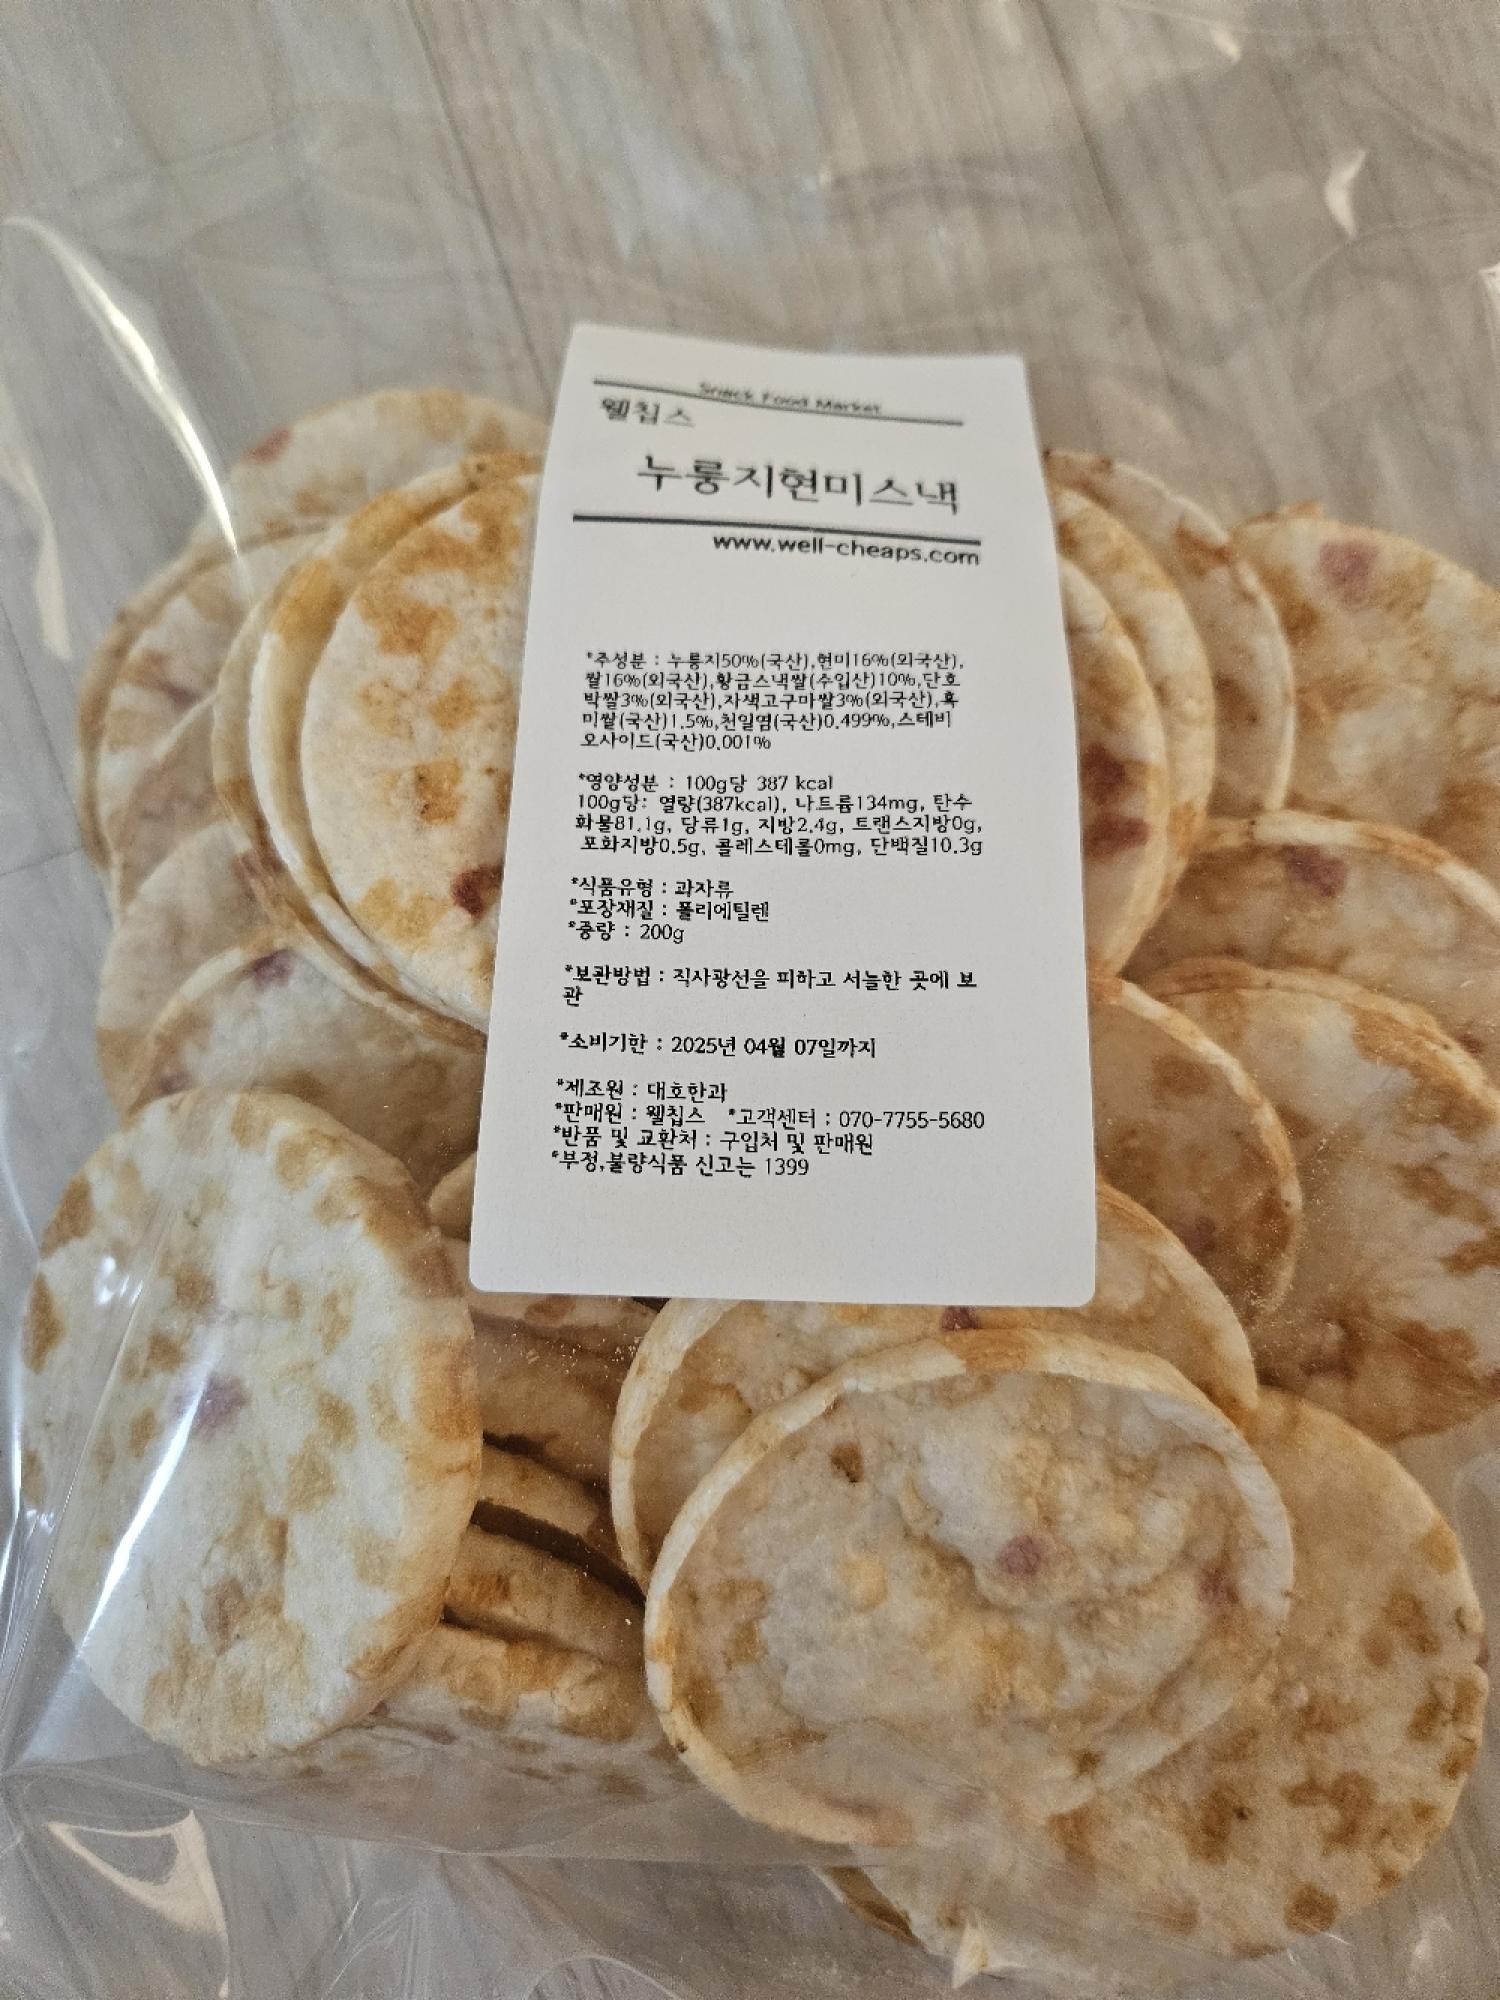 Snack Food Market
웰칩스
누룽지현미스낵
www.well-cheaps.com
*주성분 : 누룽지50%(국산),현미16%(외국산),
쌀16%(외국산),황금스낵쌀(수입산)10%,단호
박쌀3%(외국산),자색고구마쌀3%(외국산),흑
미쌀(국산)1.5%,천일염(국산)0.499%,스테비
오사이드(국산)0.001%
*영양성분 : 100g당 387 kcal
100g당: 열량(387kcal), 나트륨134mg, 탄수
화물81.1g, 당류1g, 지방2.4g, 트랜스지방0g,
포화지방0.5g, 콜레스테롤0mg, 단백질10.3g
*식품유형 : 과자류
*포장재질 : 폴리에틸렌
*중량 : 200g
*보관방법 : 직사광선을 피하고 서늘한 곳에 보
관
*소비기한 : 2025년 04월 07일까지
*제조원 : 대호한과
*판매원 : 웰칩스 *고객센터 : 070-7755-5680
*반품 및 교환처 : 구입처 및 판매원
*부정,불량식품 신고는 1399